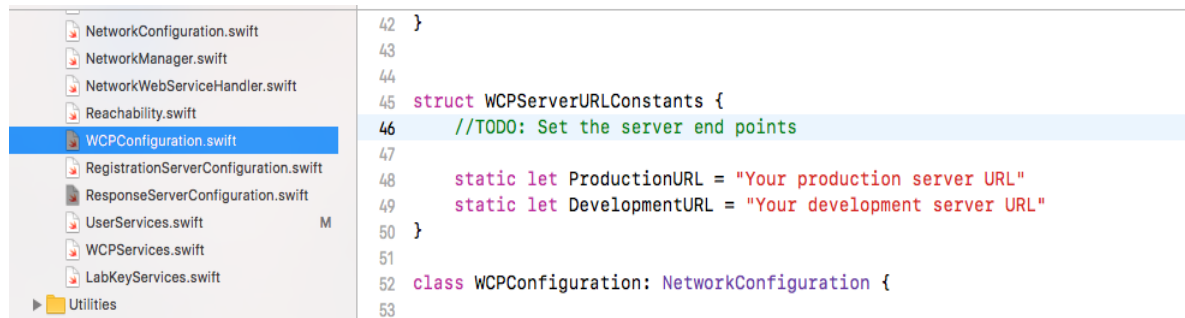 NetworkConfiguration.swift
NetworkManager.swift
NetworkWebServiceHandler.swift
Reachability.swift
WCPConfiguration.swift
RegistrationServerConfiguration.swift
ResponseServerConfiguration.swift
UserServices.swift M
WCPServices.swift
LabKeyServices.swift
Utilities
42 }
43
44
45 struct WCPServerURLConstants {
46 //TODO: Set the server end points
47
48 static let ProductionURL = "Your production server URL"
49 static let DevelopmentURL = "Your development server URL"
50 }
51
52 class WCPConfiguration: NetworkConfiguration {
53